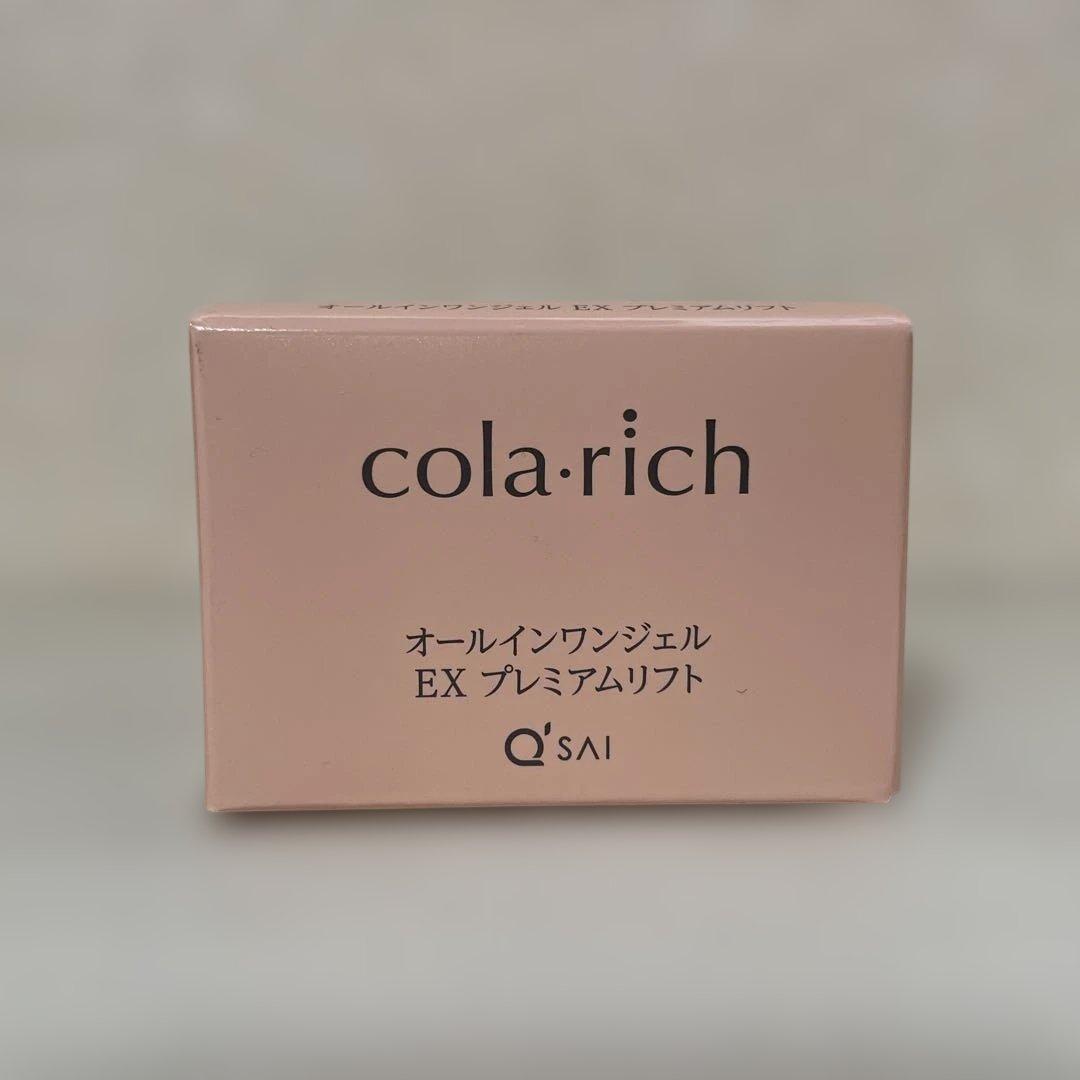 オールインワンジェル EX プレミアムリフト
cola・rich
オールインワンジェル
EX プレミアムリフト
Q'SAI